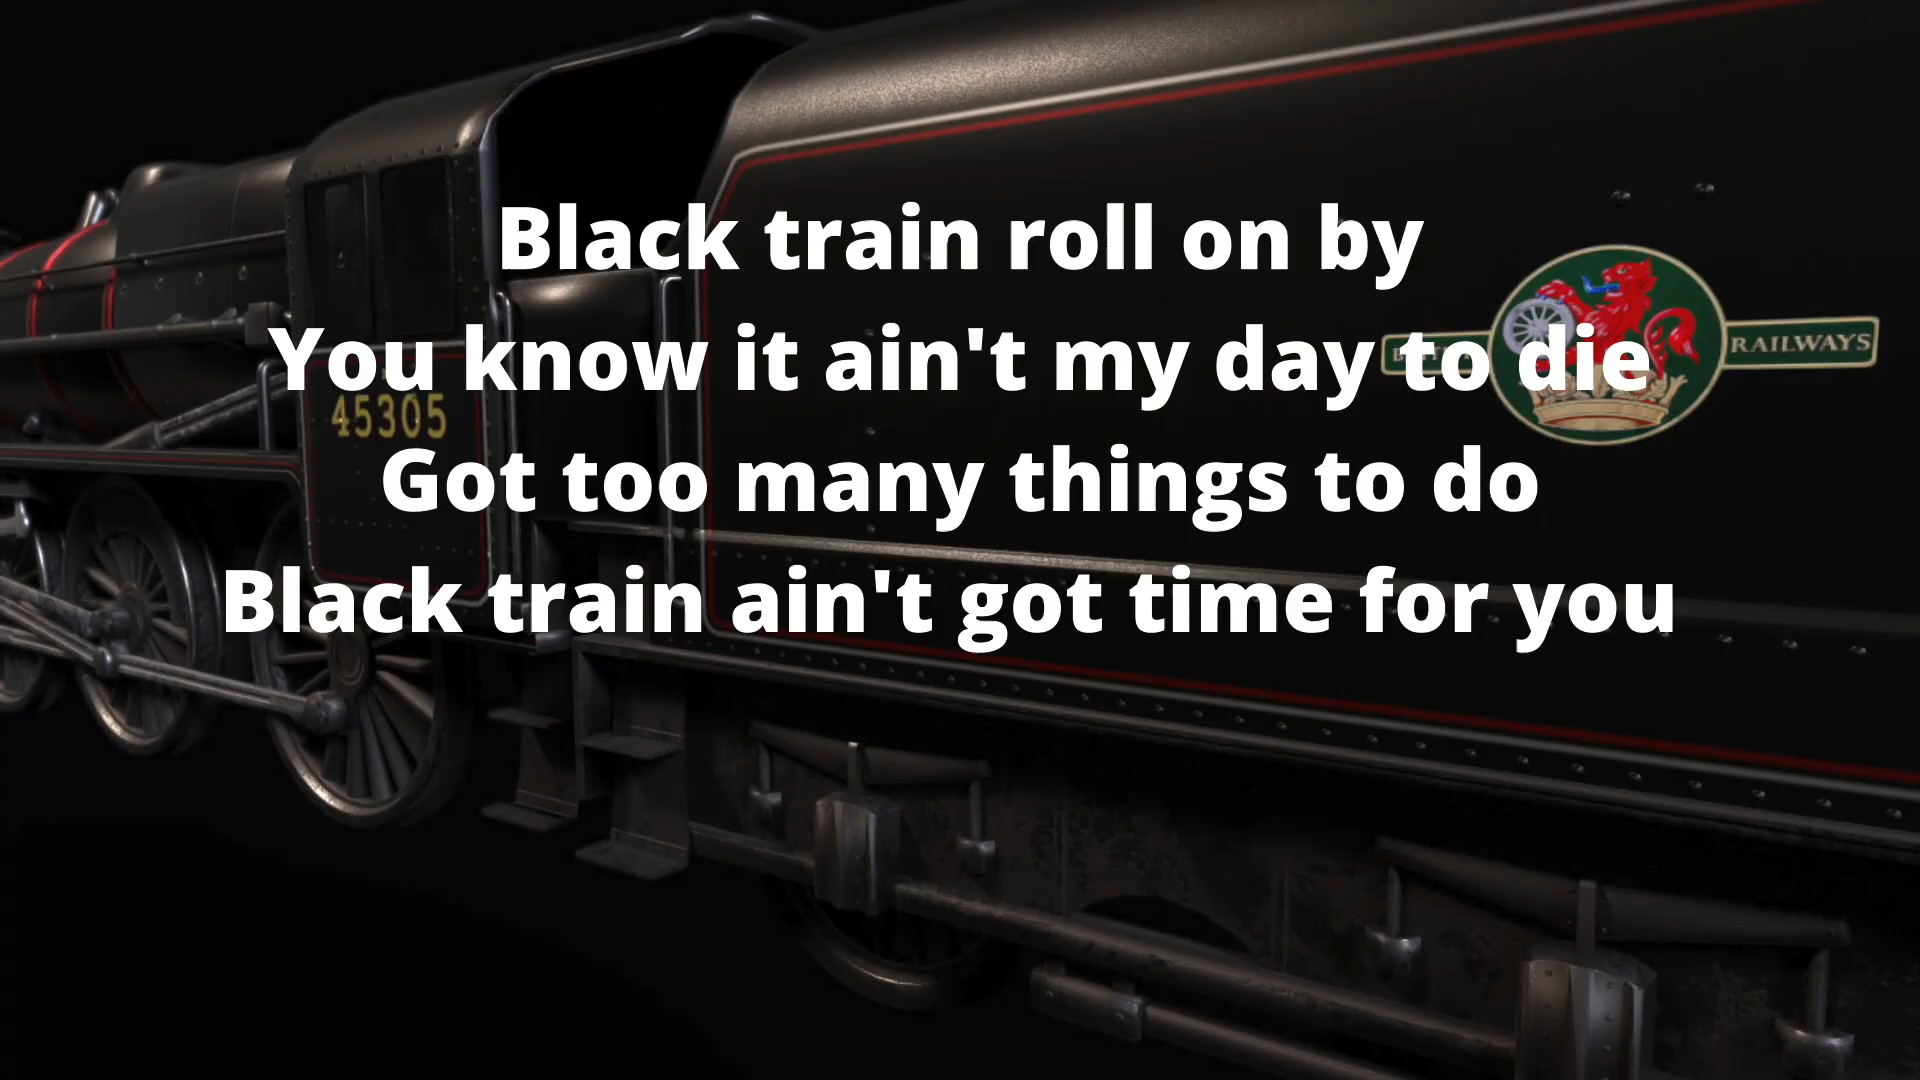 Black train roll on by
You know it ain't my day to die
RAILWAYS
45305
Got too many things to do
Black train ain't got time for you